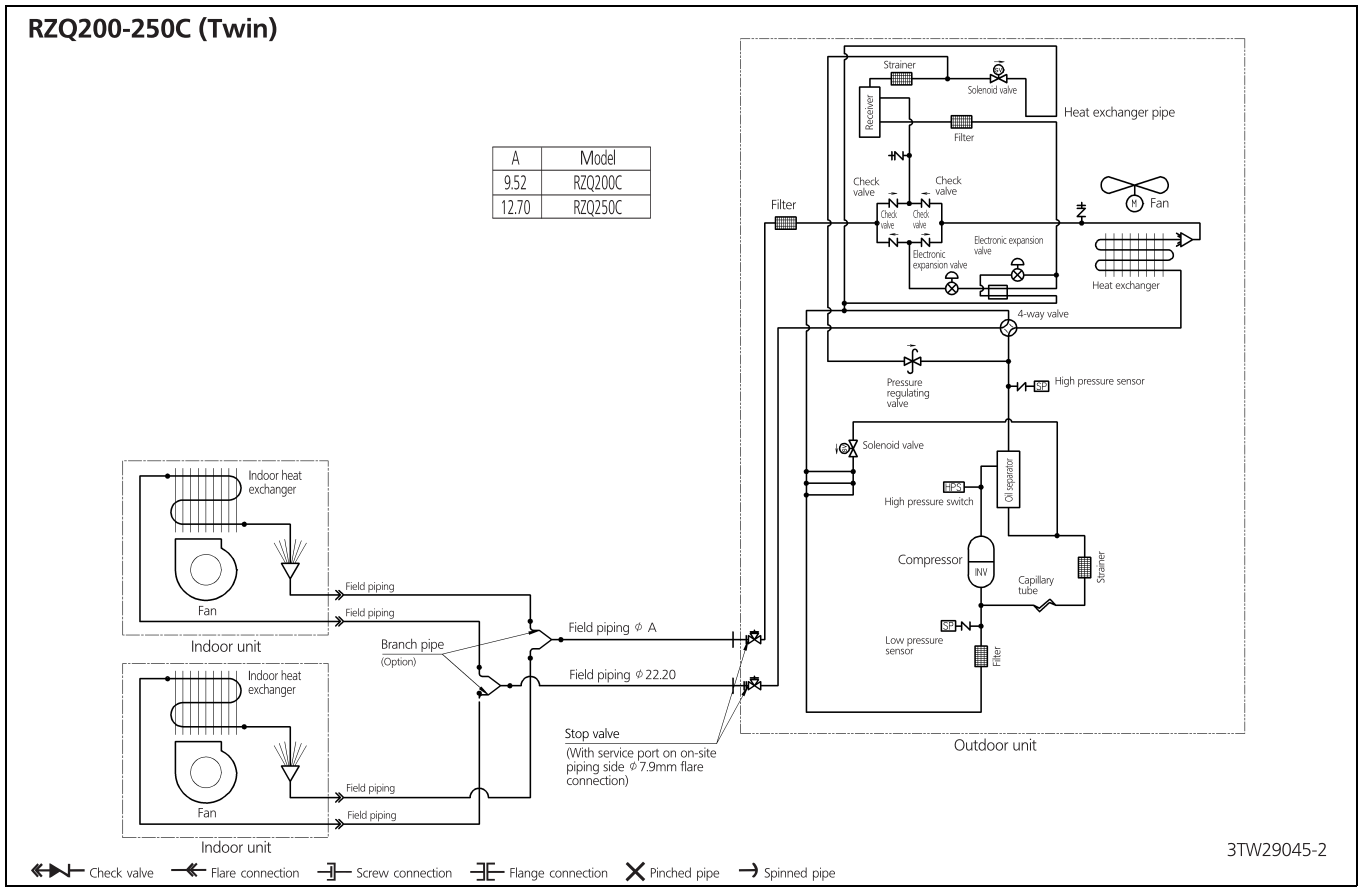 RZQ200-250C (Twin)
A Model
9.52 RZQ200C
12.70 RZQ250C
Strainer
SV
Solenoid valve
Receiver
Heat exchanger pipe
Filter
Check
valve
Check
valve
Filter
Check
valve
Check
valve
M
Fan
Electronic expansion
valve
Electronic
expansion valve
Heat exchanger
4-way valve
Pressure
regulating
valve
SP
High pressure sensor
SV
Solenoid valve
Oil separator
HPS
High pressure switch
Compressor
INV
Capillary
tube
Strainer
SP
Low pressure
sensor
Filter
Outdoor unit
Indoor heat
exchanger
Fan
Indoor unit
Field piping
Field piping
Branch pipe
(Option)
Field piping φ A
Field piping φ 22.20
Indoor heat
exchanger
Fan
Indoor unit
Field piping
Field piping
Stop valve
(With service port on on-site
piping side φ 7.9mm flare
connection)
3TW29045-2
Check valve
Flare connection
Screw connection
Flange connection
Pinched pipe
Spinned pipe